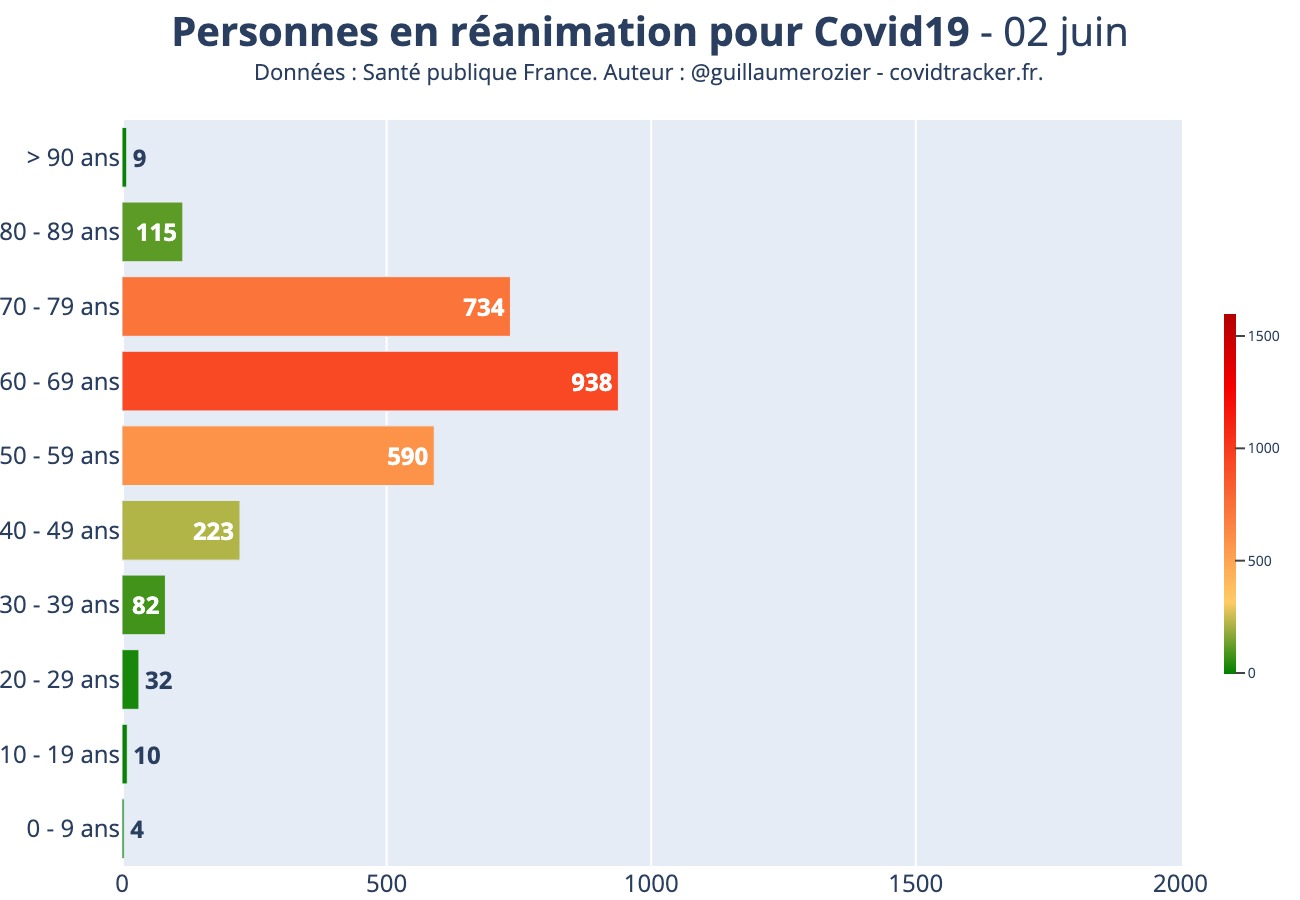 Personnes en réanimation pour Covid19 - 02 juin
Données : Santé publique France. Auteur : @guillaumerozier - covidtracker.fr.
> 90 ans 9
80 - 89 ans 115
70 - 79 ans 734
60 - 69 ans 938
50 - 59 ans 590
40 - 49 ans 223
30 - 39 ans 82
20 - 29 ans 32
10 - 19 ans 10
0 - 9 ans 4
0 500 1000 1500 2000
1500
1000
500
0